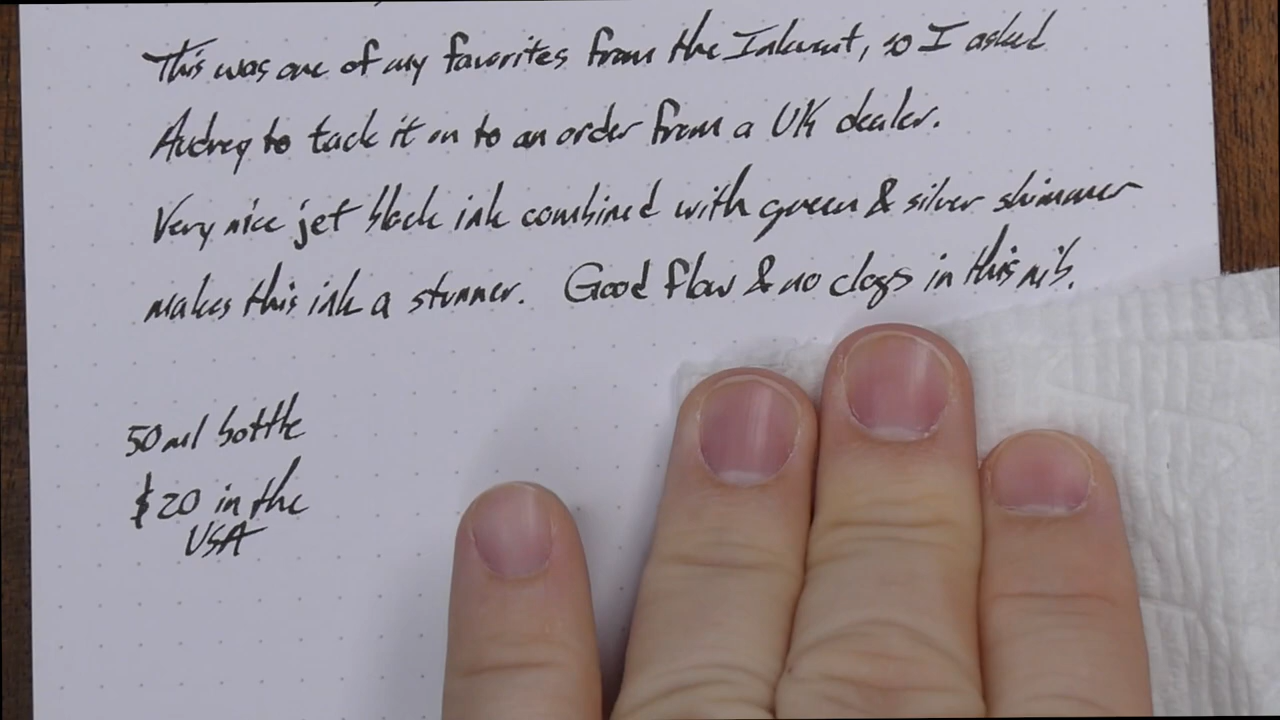 This was one of my favorites from the Inkvent, so I asked
Audrey to tack it on to an order from a UK dealer.
Very nice jet black ink combined with green & silver shimmer
makes this ink a stunner. Good flow & no clogs in this nib.
50 ml bottle
$20 in the
USA